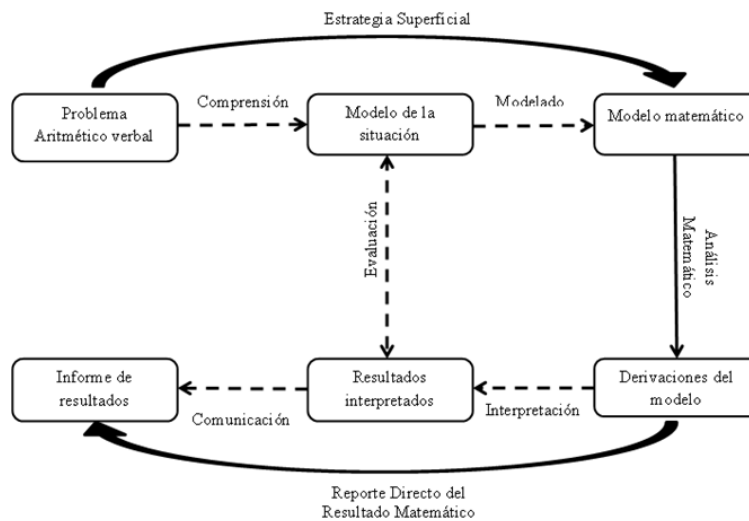 Estrategia Superficial
Problema
Aritmético verbal
Comprensión
Modelo de la
situación
Modelado
Modelo matemático
Evaluación
Análisis
Matemático
Informe de
resultados
Comunicación
Resultados
interpretados
Interpretación
Derivaciones del
modelo
Reporte Directo del
Resultado Matemático